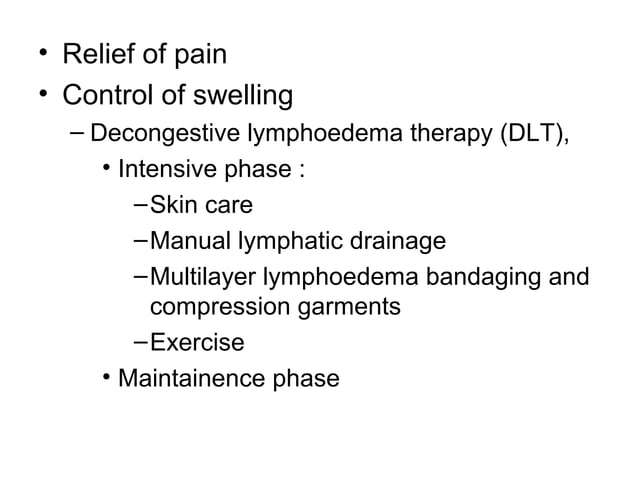 • Relief of pain
• Control of swelling
– Decongestive lymphoedema therapy (DLT),
• Intensive phase :
–Skin care
–Manual lymphatic drainage
–Multilayer lymphoedema bandaging and
compression garments
–Exercise
• Maintainence phase